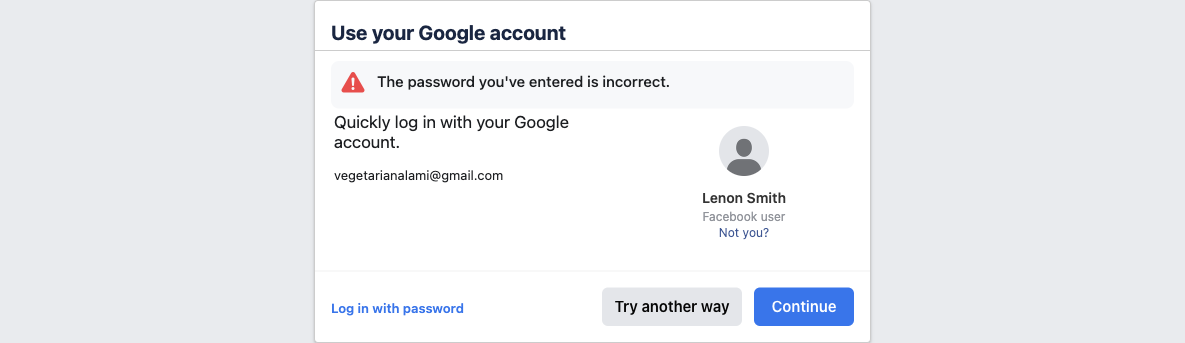 Use your Google account
The password you've entered is incorrect.
Quickly log in with your Google
account.
vegetarianalami@gmail.com
Lenon Smith
Facebook user
Not you?
Log in with password
Try another way
Continue